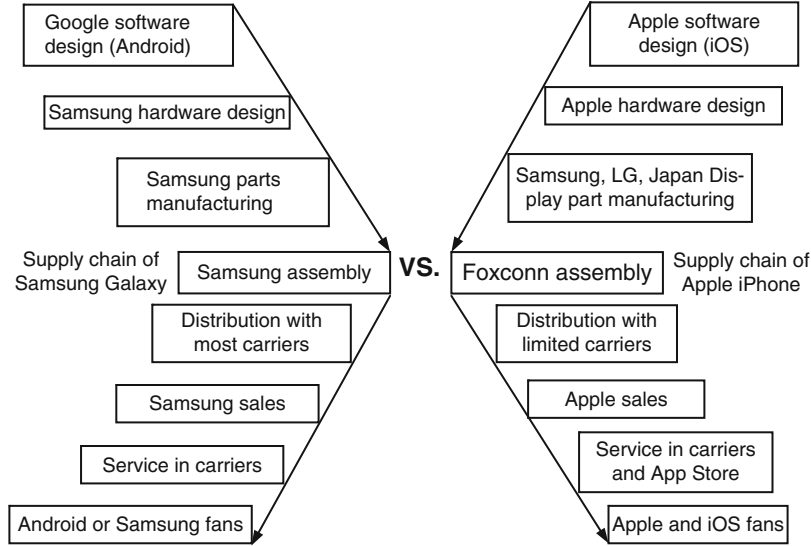 Google software
design (Android)
Samsung hardware design
Samsung parts
manufacturing
Supply chain of
Samsung Galaxy
Samsung assembly
Distribution with
most carriers
Samsung sales
Service in carriers
Android or Samsung fans
VS.
Apple software
design (iOS)
Apple hardware design
Samsung, LG, Japan Dis-
play part manufacturing
Foxconn assembly
Supply chain of
Apple iPhone
Distribution with
limited carriers
Apple sales
Service in carriers
and App Store
Apple and iOS fans